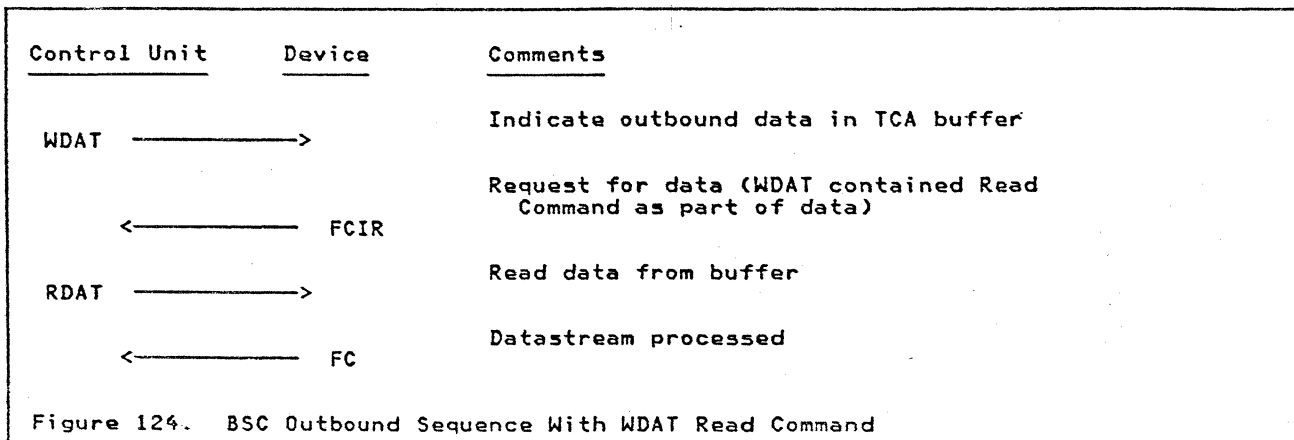 Control Unit Device Comments
Indicate outbound data in TCA buffer
WDAT ———>
Request for data (WDAT contained Read
Command as part of data)
<——— FCIR
Read data from buffer
RDAT ———>
Datastream processed
<——— FC
Figure 124. BSC Outbound Sequence With WDAT Read Command